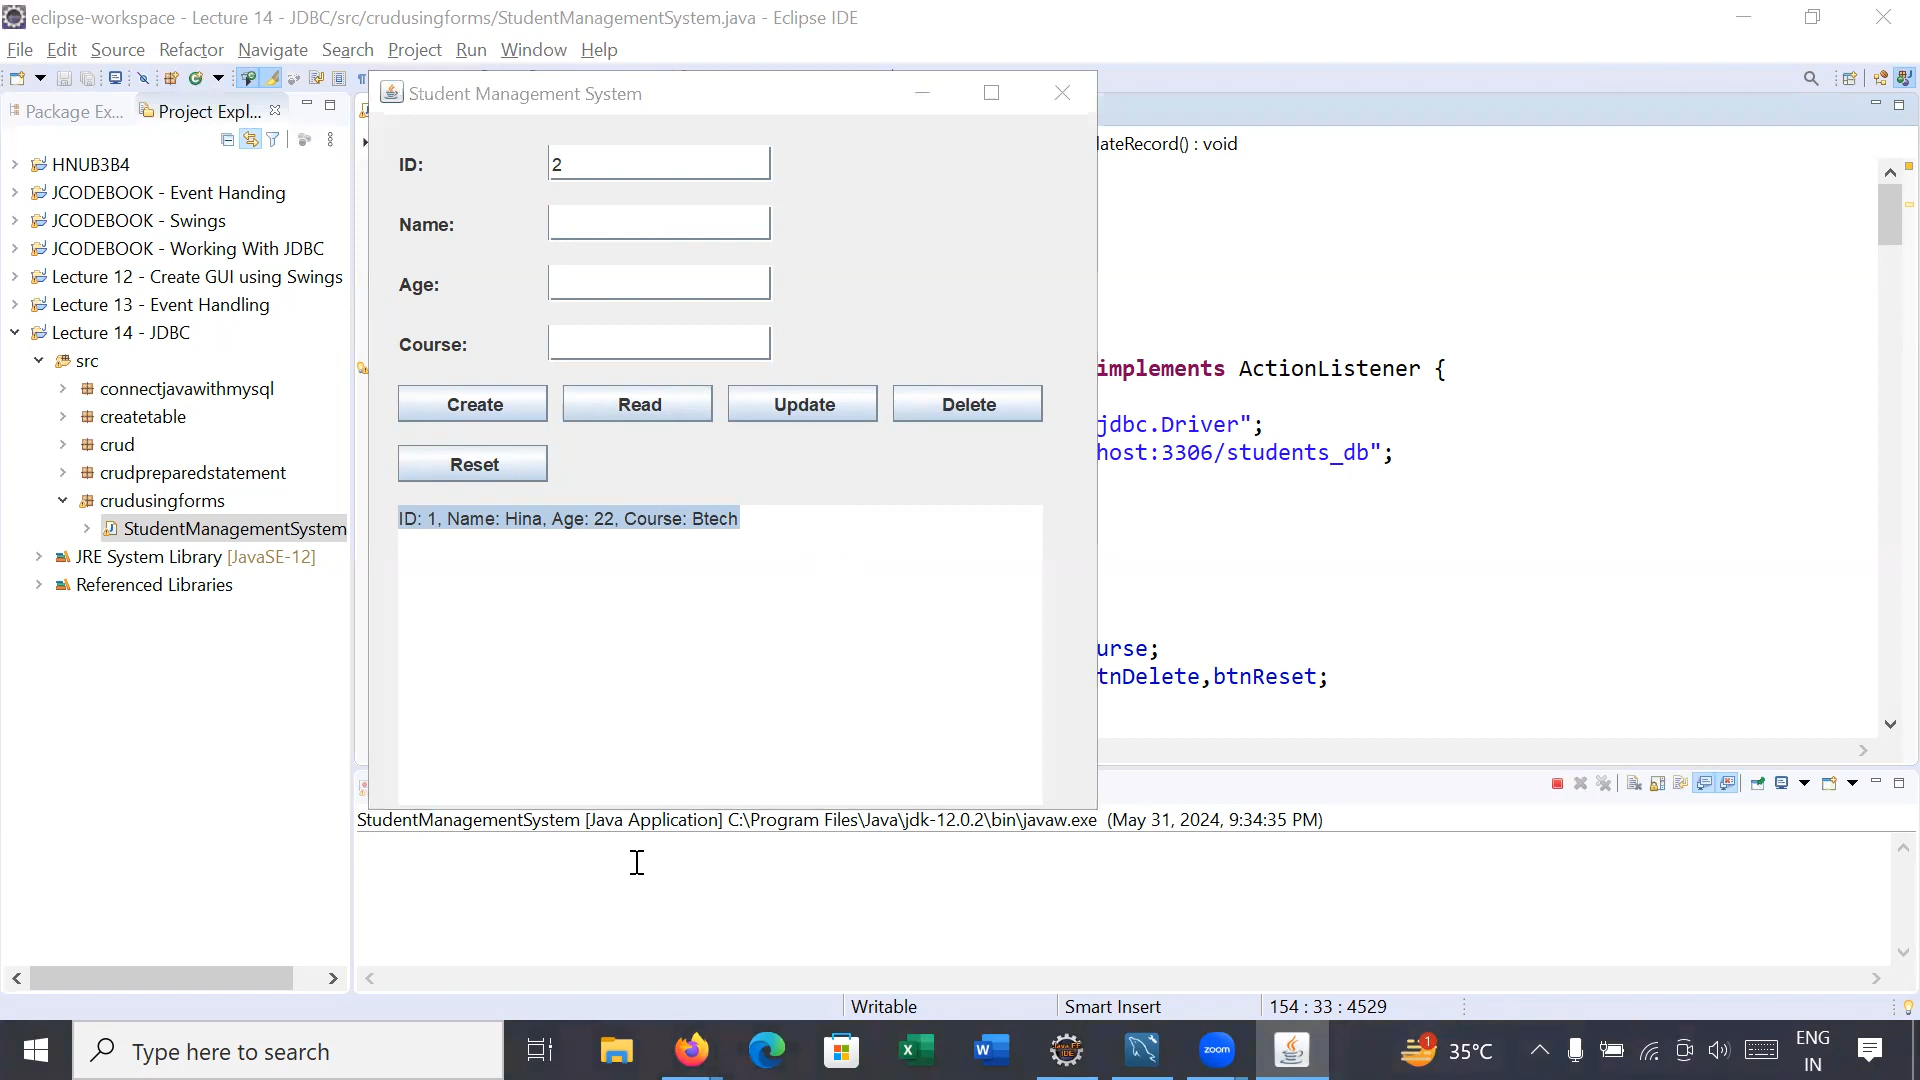 eclipse-workspace - Lecture 14 - JDBC/src/crudusingforms/StudentManagementSystem.java - Eclipse IDE
File Edit Source Refactor Navigate Search Project Run Window Help
Package Ex... Project Expl...
HNUB3B4
JCODEBOOK - Event Handing
JCODEBOOK - Swings
JCODEBOOK - Working With JDBC
Lecture 12 - Create GUI using Swings
Lecture 13 - Event Handling
Lecture 14 - JDBC
src
connectjavawithmysql
createtable
crud
crudpreparedstatement
crudusingforms
StudentManagementSystem
JRE System Library [JavaSE-12]
Referenced Libraries
Student Management System
ID: 2
Name:
Age:
Course:
Create Read Update Delete
Reset
ID: 1, Name: Hina, Age: 22, Course: Btech
lateRecord() : void
implements ActionListener {
jdbc.Driver";
host:3306/students_db";
urse;
tnDelete,btnReset;
StudentManagementSystem [Java Application] C:\Program Files\Java\jdk-12.0.2\bin\javaw.exe (May 31, 2024, 9:34:35 PM)
Writable Smart Insert 154 : 33 : 4529
Type here to search
zoom
1
35°C
ENG
IN